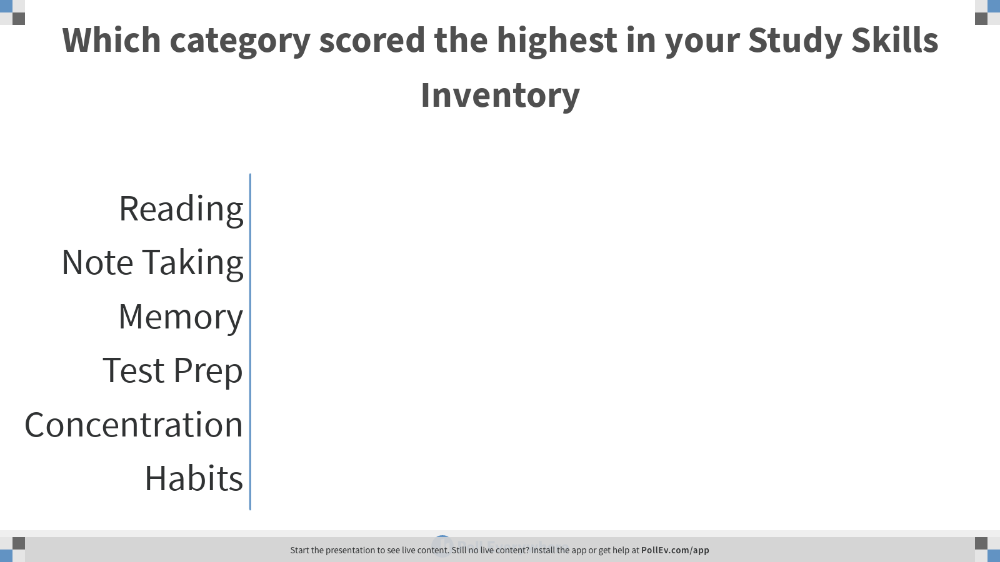 Which category scored the highest in your Study Skills
Inventory
Reading
Note Taking
Memory
Test Prep
Concentration
Habits
Start the presentation to see live content. Still no live content? Install the app or get help at PollEv.com/app